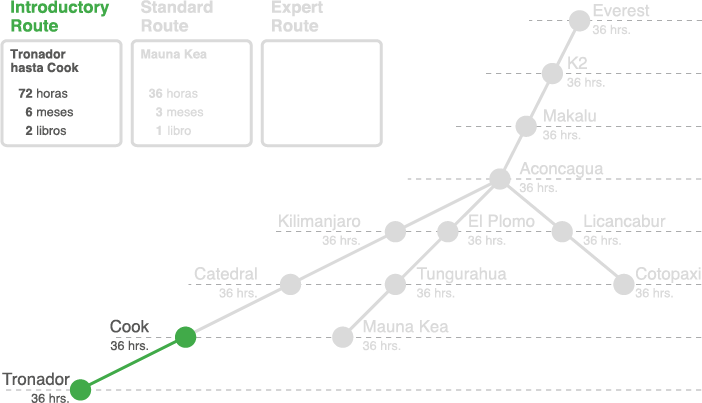 Introductory
Route
Standard
Route
Expert
Route
Tronador
hasta Cook
72 horas
6 meses
2 libros
Mauna Kea
36 horas
3 meses
1 libro
Everest
36 hrs.
K2
36 hrs.
Makalu
36 hrs.
Aconcagua
36 hrs.
Kilimanjaro
36 hrs.
El Plomo
36 hrs.
Licancabur
36 hrs.
Catedral
36 hrs.
Tungurahua
36 hrs.
Cotopaxi
36 hrs.
Cook
36 hrs.
Mauna Kea
36 hrs.
Tronador
36 hrs.